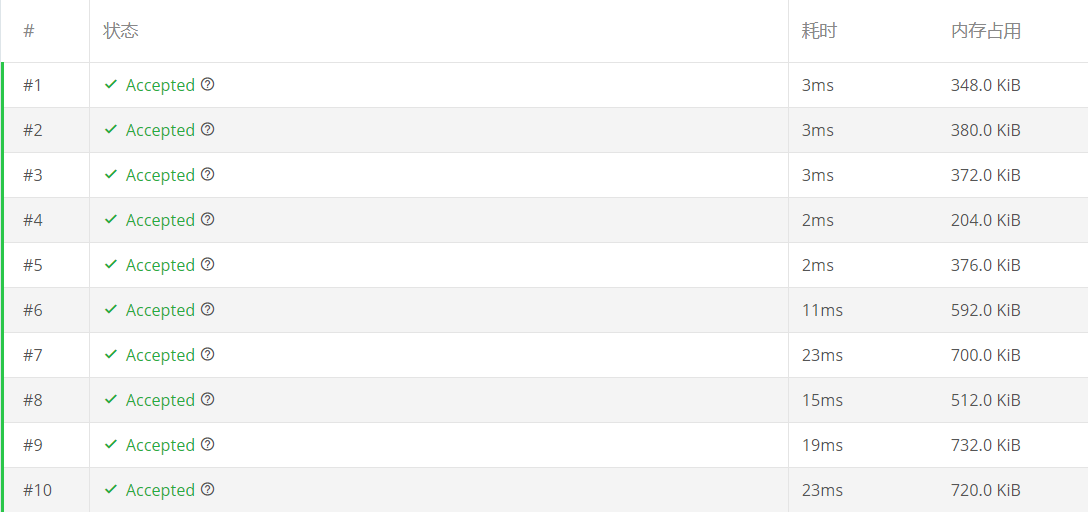 # 状态 耗时 内存占用
#1 Accepted 3ms 348.0 KiB
#2 Accepted 3ms 380.0 KiB
#3 Accepted 3ms 372.0 KiB
#4 Accepted 2ms 204.0 KiB
#5 Accepted 2ms 376.0 KiB
#6 Accepted 11ms 592.0 KiB
#7 Accepted 23ms 700.0 KiB
#8 Accepted 15ms 512.0 KiB
#9 Accepted 19ms 732.0 KiB
#10 Accepted 23ms 720.0 KiB